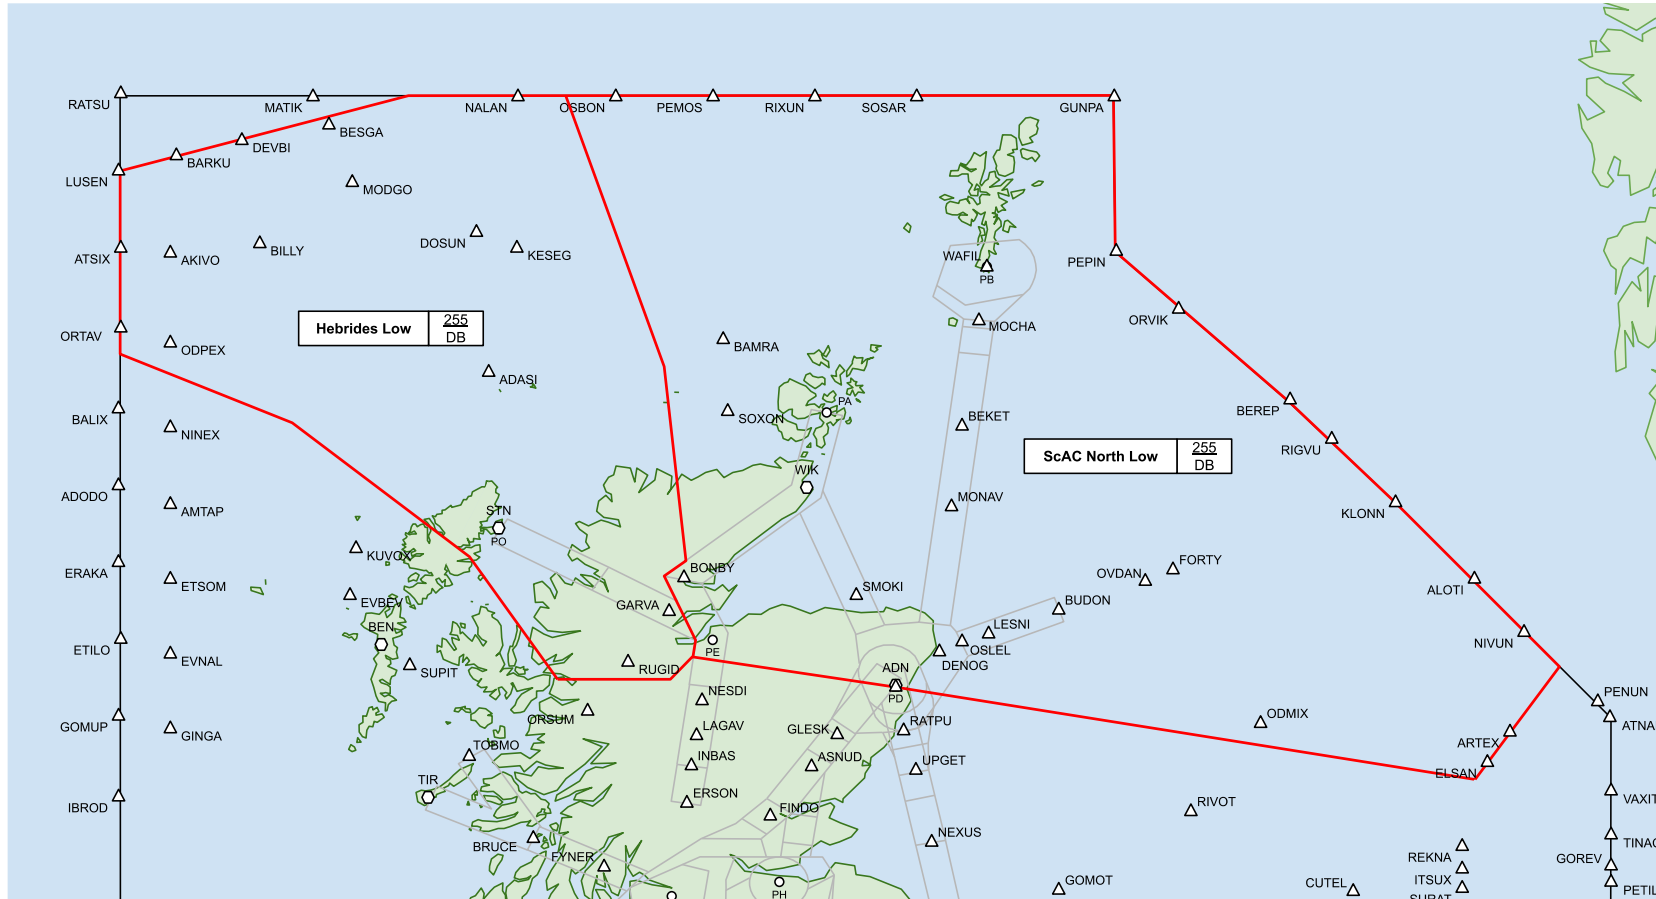 RATSU
MATIK
NALAN
OSBON
PEMOS
RIXUN
SOSAR
GUNPA
BESGA
DEVBI
BARKU
LUSEN
MODGO
DOSUN
KESEG
BILLY
AKIVO
ATSIX
WAFIL
PB
PEPIN
Hebrides Low
255
DB
ORTAV
ODPEX
BAMRA
MOCHA
ORVIK
ADASI
PA
SOXON
BEKET
BEREP
BALIX
NINEX
ScAC North Low
255
DB
RIGVU
WIK
ADODO
AMTAP
STN
PO
MONAV
KLONN
KUVOX
ERAKA
ETSOM
BONBY
FORTY
OVDAN
SMOKI
ALOTI
EVBEV
GARVA
BUDON
BEN
LESNI
OSLEL
ETILO
EVNAL
PE
DENOG
NIVUN
SUPIT
RUGID
ADN
PD
NESDI
PENUN
ORSUM
GOMUP
GINGA
LAGAV
GLESK
RATPU
ODMIX
ATNA
TOBMO
INBAS
ASNUD
UPGET
ARTEX
ELSAN
TIR
ERSON
IBROD
FINDO
RIVOT
VAXIT
BRUCE
FYNER
NEXUS
TINAC
REKNA
GOREV
ITSUX
GOMOT
CUTEL
PH
PETIL
SURAT